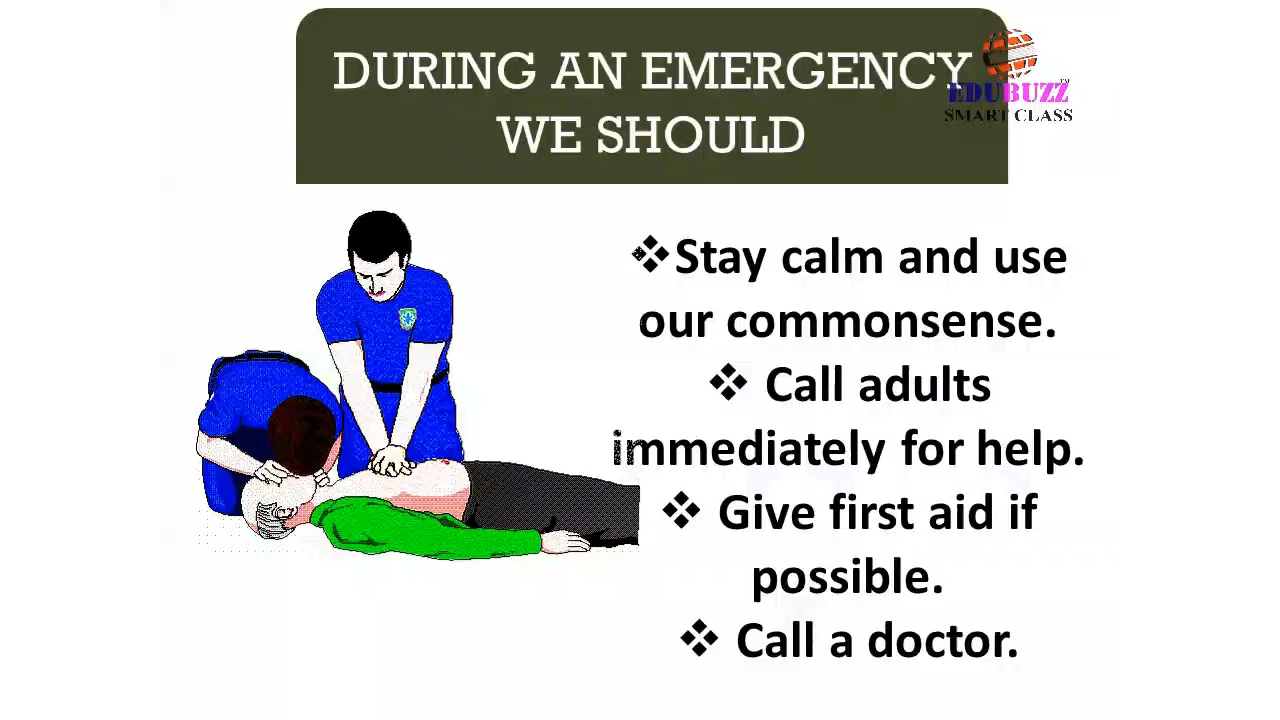 DURING AN EMERGENCY
WE SHOULD
EDUBUZZ™
SMART CLASS
❖Stay calm and use
our commonsense.
❖ Call adults
immediately for help.
❖ Give first aid if
possible.
❖ Call a doctor.